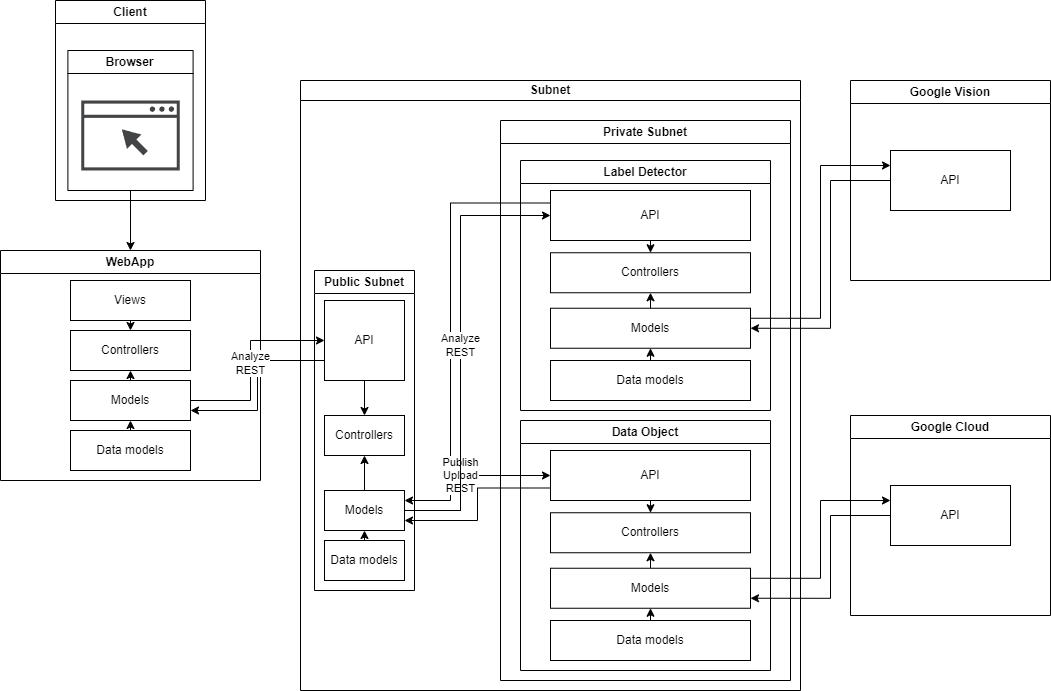 Client
Browser
WebApp
Views
Controllers
Models
Data models
Analyze
REST
Subnet
Public Subnet
API
Controllers
Models
Data models
Analyze
REST
Publish
Upload
REST
Private Subnet
Label Detector
API
Controllers
Models
Data models
Data Object
API
Controllers
Models
Data models
Google Vision
API
Google Cloud
API